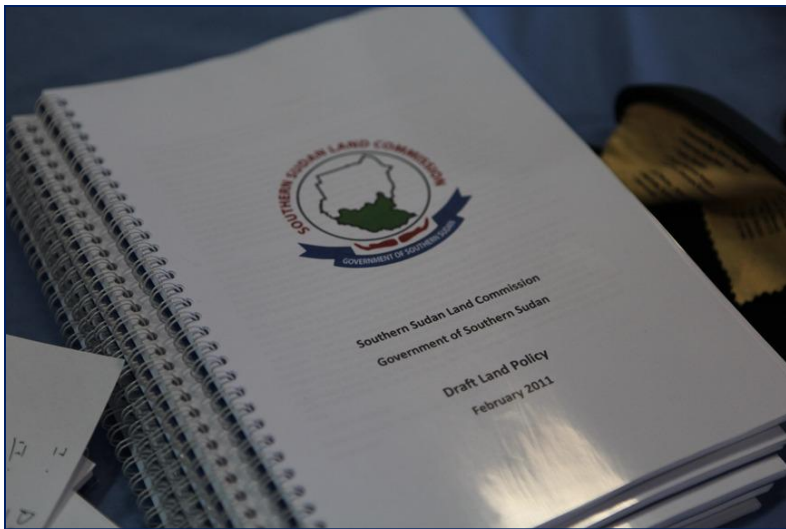 SOUTHERN SUDAN LAND COMMISSION
GOVERNMENT OF SOUTHERN SUDAN
Southern Sudan Land Commission
Government of Southern Sudan
Draft Land Policy
February 2011